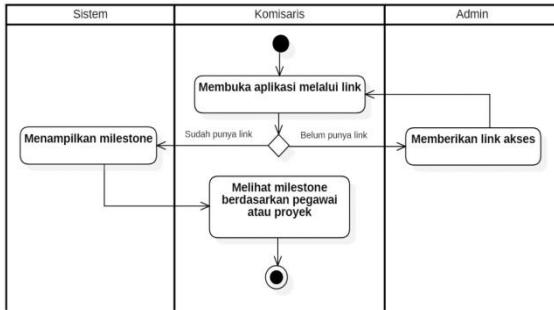 Sistem
Komisaris
Admin
Membuka aplikasi melalui link
Sudah punya link
Belum punya link
Menampilkan milestone
Memberikan link akses
Melihat milestone
berdasarkan pegawai
atau proyek